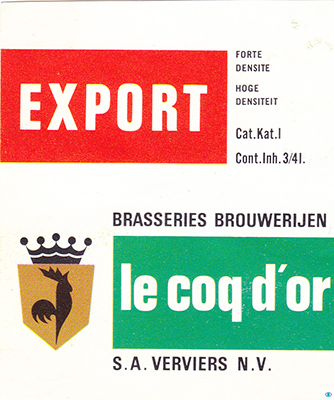 FORTE
DENSITE
HOGE
DENSITEIT
EXPORT
Cat.Kat.I
Cont.Inh.3/4l.
BRASSERIES BROUWERIJEN
le coq d'or
S.A. VERVIERS N.V.